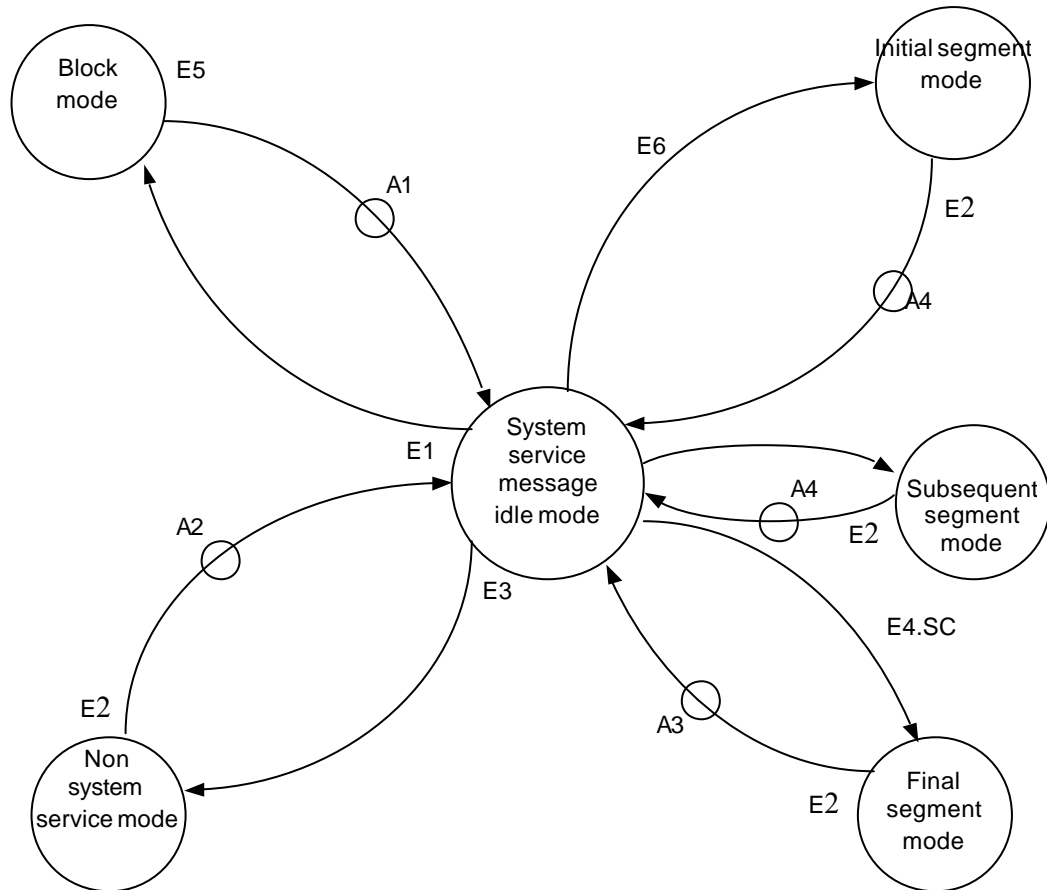 Block
mode
E5
A1
Initial segment
mode
E6
E2
A4
System
service
message
idle mode
E1
E3
A4
E2
Subsequent
segment
mode
A2
E2
Non
system
service mode
E4.SC
A3
E2
Final
segment
mode